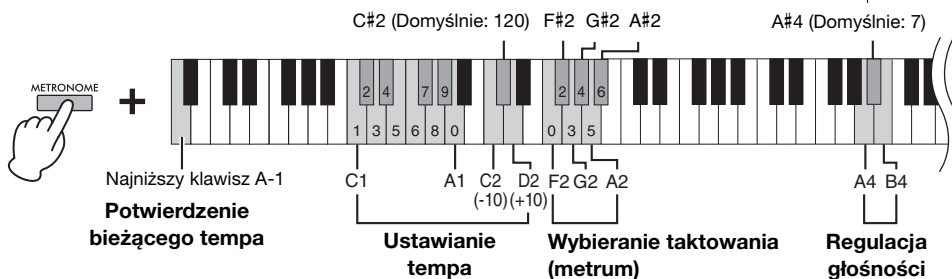 C#2 (Domyślnie: 120) F#2 G#2 A#2 A#4 (Domyślnie: 7)
METRONOME
2 4 7 9 2 4 6
1 3 5 6 8 0 0 3 5
Najniższy klawisz A-1 C1 A1 C2 D2 F2 G2 A2 A4 B4
(-10) (+10)
Potwierdzenie
bieżącego tempa
Ustawianie
tempa
Wybieranie taktowania
(metrum)
Regulacja
głośności